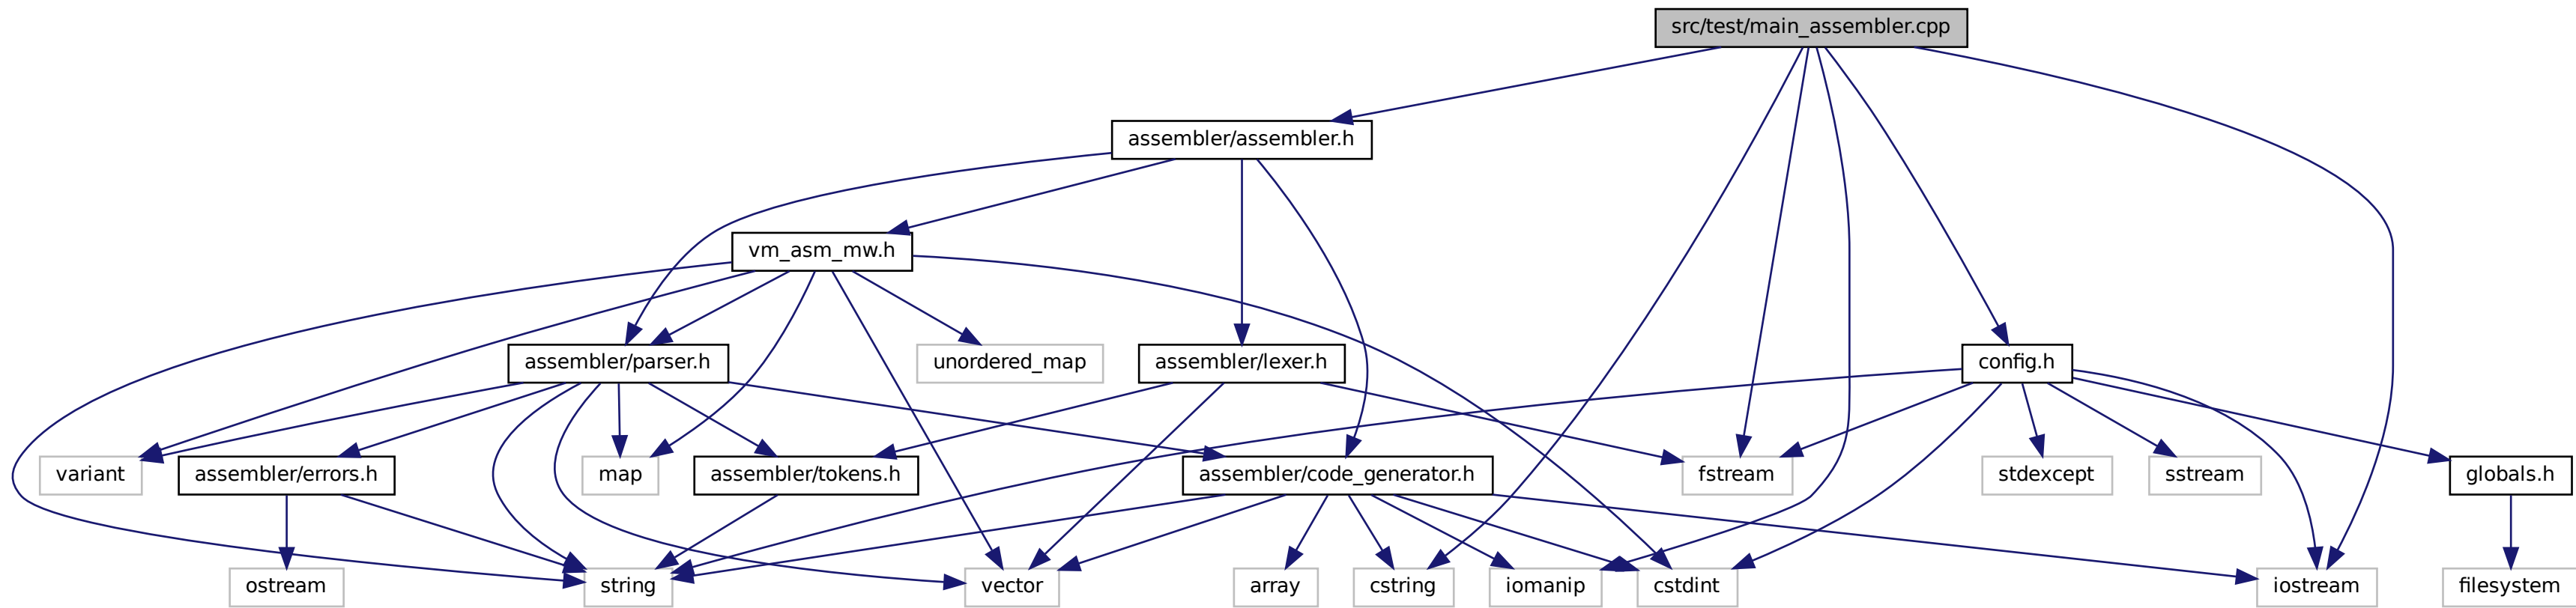 src/test/main_assembler.cpp
assembler/assembler.h
vm_asm_mw.h
assembler/parser.h
unordered_map
assembler/lexer.h
config.h
variant
assembler/errors.h
map
assembler/tokens.h
assembler/code_generator.h
fstream
stdexcept
sstream
globals.h
ostream
string
vector
array
cstring
iomanip
cstdint
iostream
filesystem